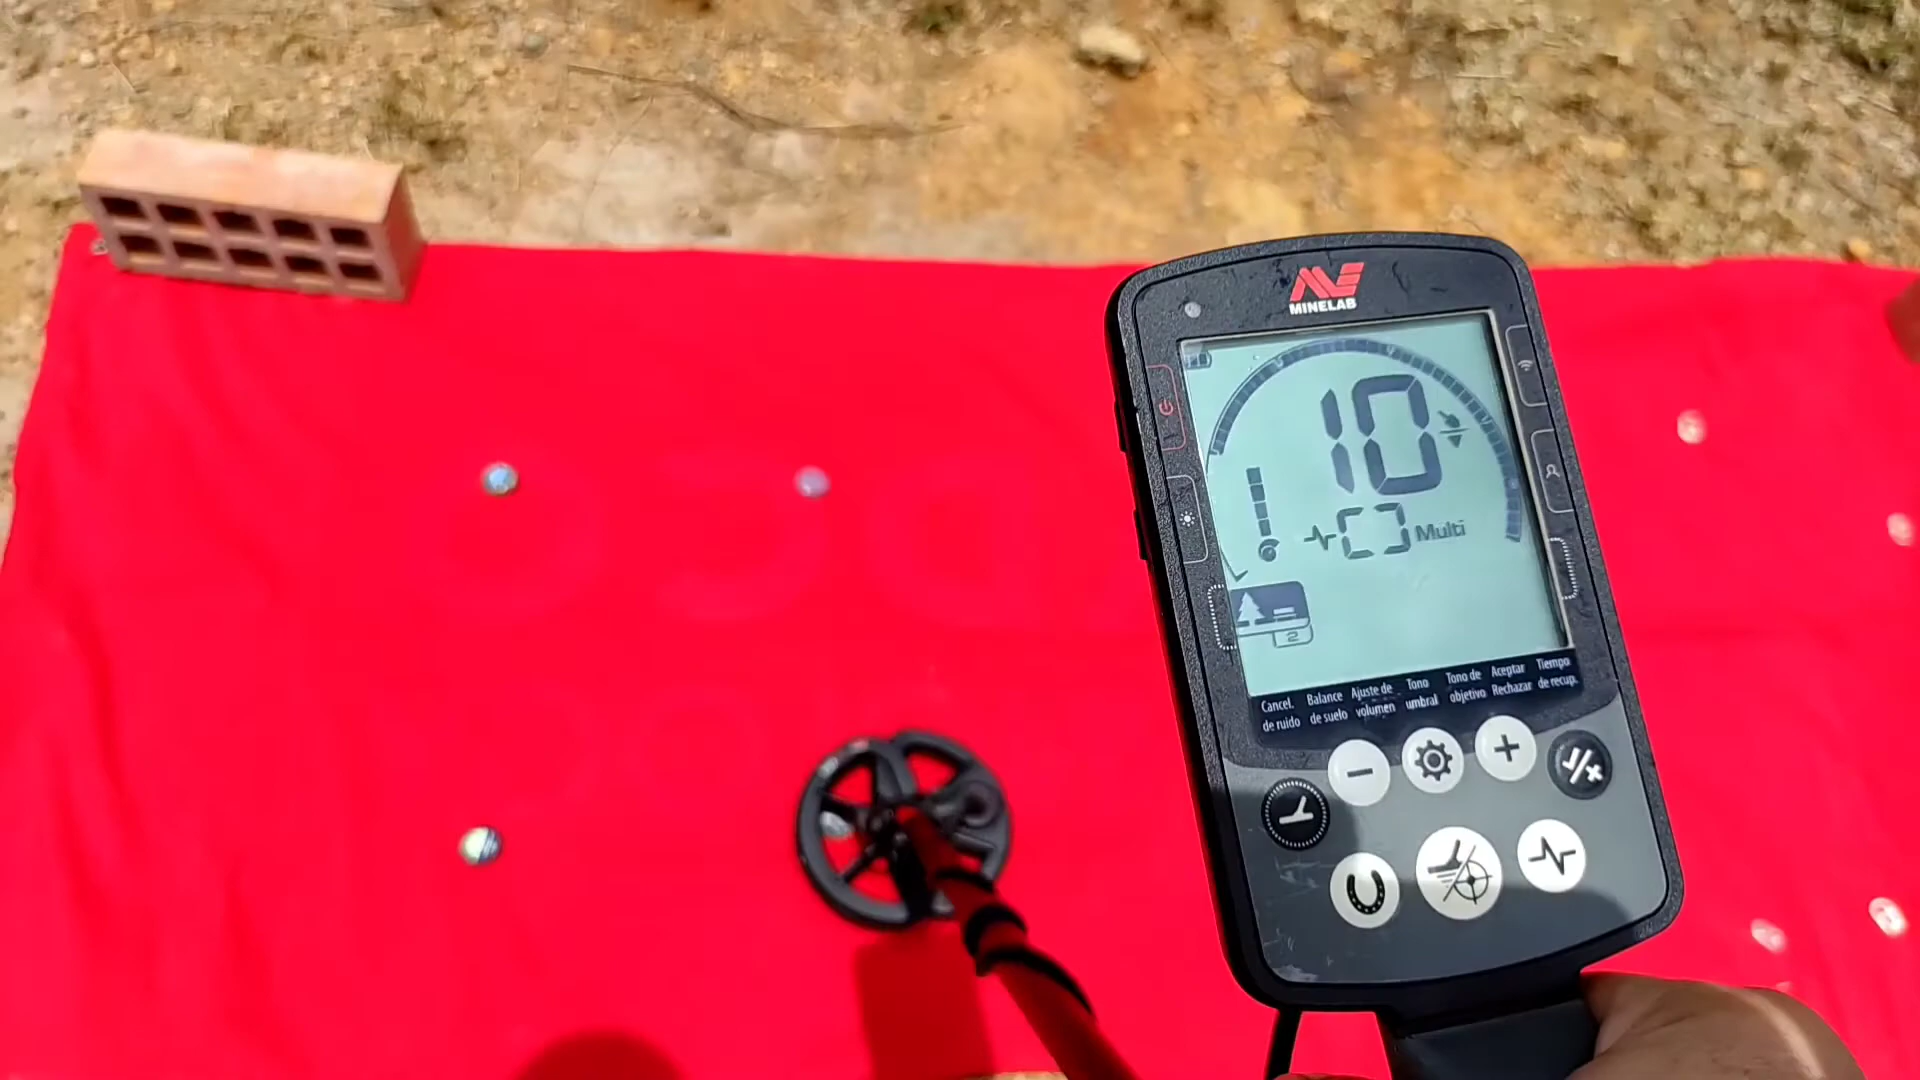 MINELAB
10
Multi
2
Cancel. de ruido
Balance de suelo
Ajuste de volumen
Tono umbral
Tono de objetivo
Aceptar Rechazar
Tiempo de recup.